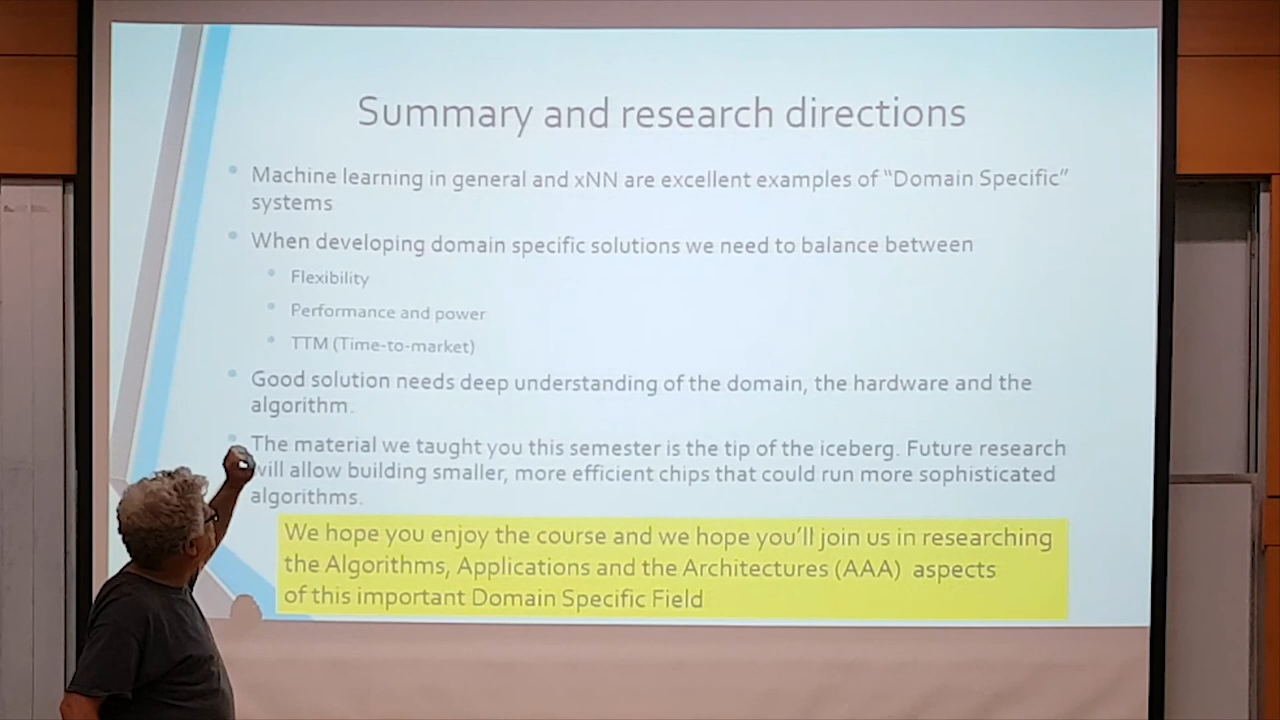 Summary and research directions
Machine learning in general and xNN are excellent examples of “Domain Specific”
systems
When developing domain specific solutions we need to balance between
Flexibility
Performance and power
TTM (Time-to-market)
Good solution needs deep understanding of the domain, the hardware and the
algorithm.
The material we taught you this semester is the tip of the iceberg. Future research
will allow building smaller, more efficient chips that could run more sophisticated
algorithms.
We hope you enjoy the course and we hope you’ll join us in researching
the Algorithms, Applications and the Architectures (AAA) aspects
of this important Domain Specific Field